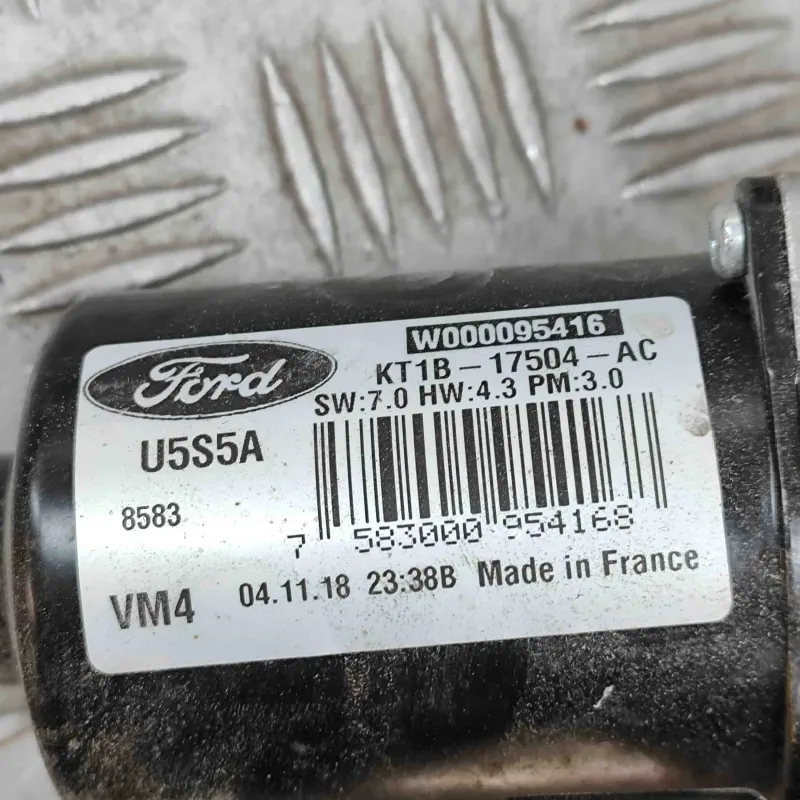 Ford
W000095416
KT1B-17504-AC
SW:7.0 HW:4.3 PM:3.0
U5S5A
8583
7 583000 954168
VM4 04.11.18 23:38B Made in France